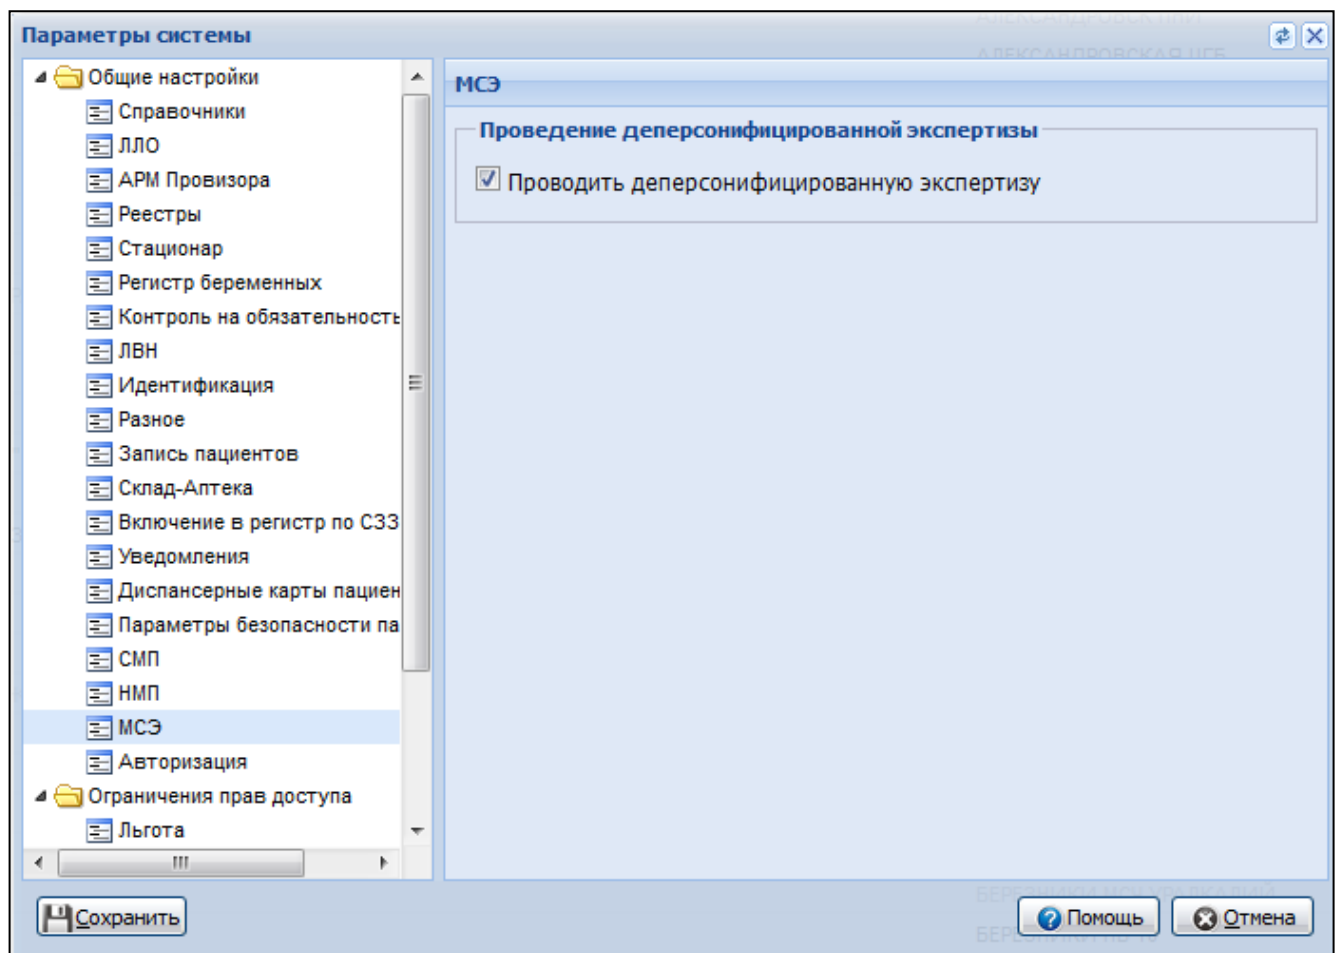 Параметры системы
Общие настройки
Справочники
ЛЛО
АРМ Провизора
Реестры
Стационар
Регистр беременных
Контроль на обязательность
ЛВН
Идентификация
Разное
Запись пациентов
Склад-Аптека
Включение в регистр по СЗЗ
Уведомления
Диспансерные карты пациен
Параметры безопасности па
СМП
НМП
МСЭ
Авторизация
Ограничения прав доступа
Льгота
МСЭ
Проведение деперсонифицированной экспертизы
Проводить деперсонифицированную экспертизу
АЛЕКСАНДРОВСКАЯ ЦГБ
Сохранить
Помощь
Отмена